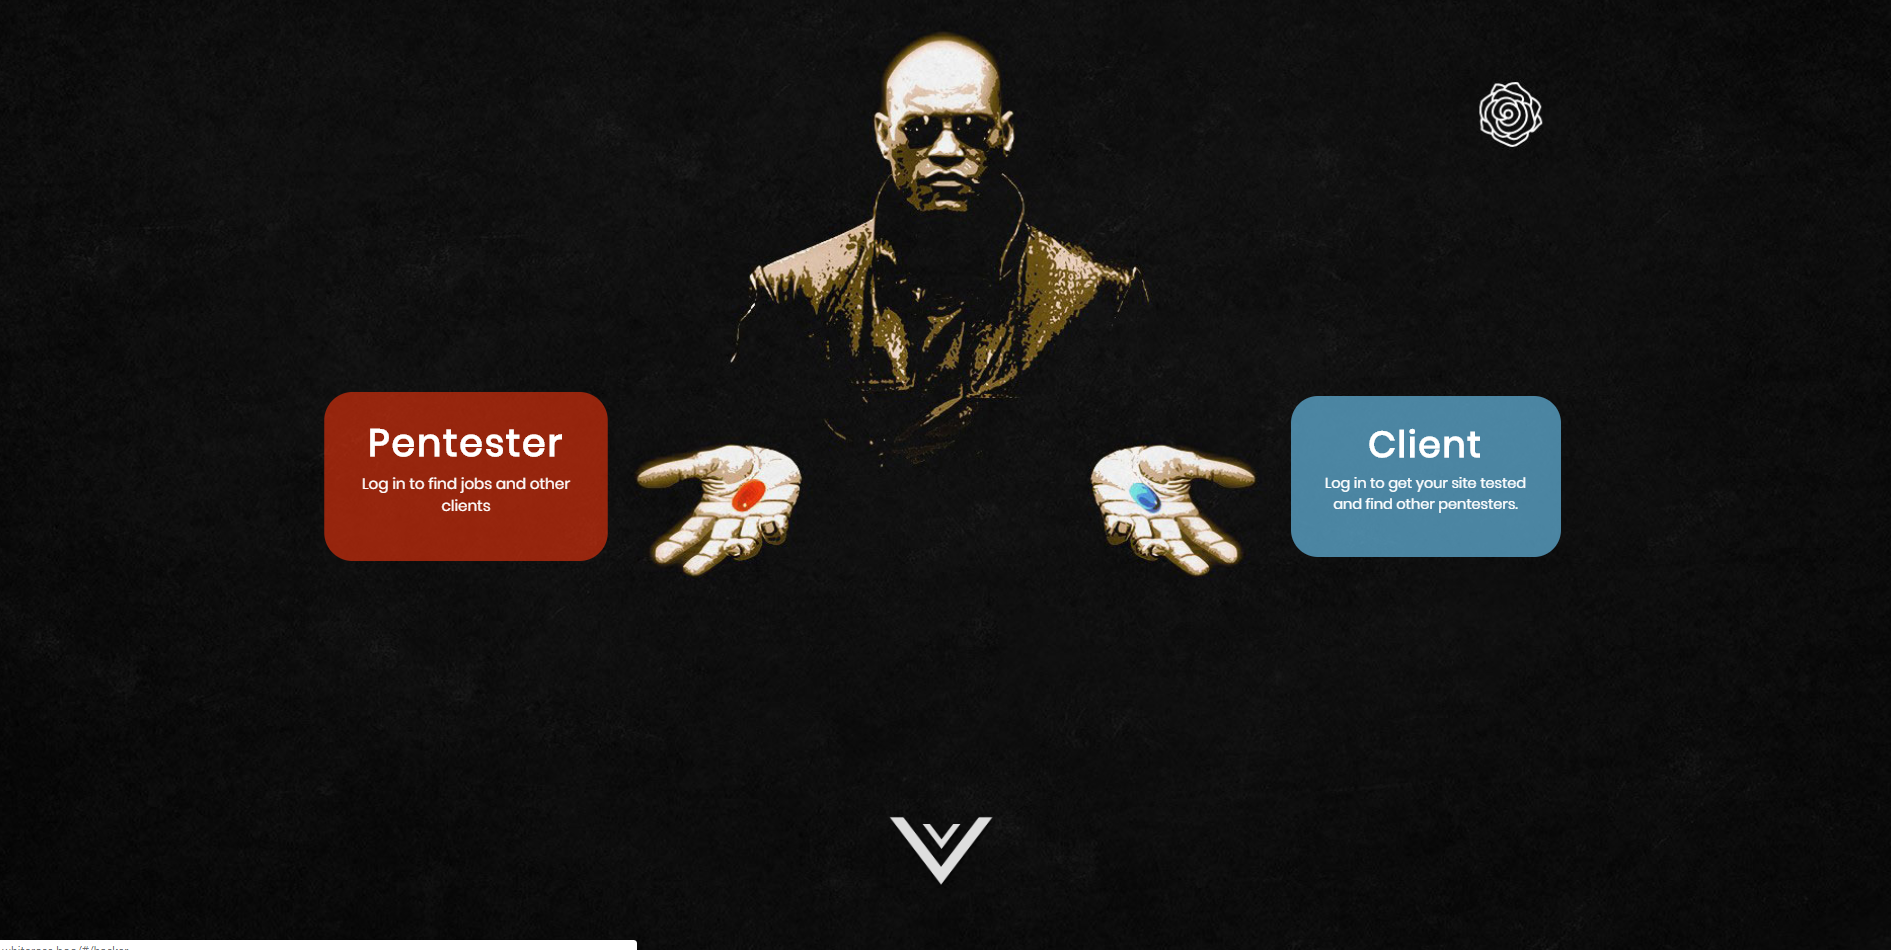 Pentester
Log in to find jobs and other
clients
Client
Log in to get your site tested
and find other pentesters.